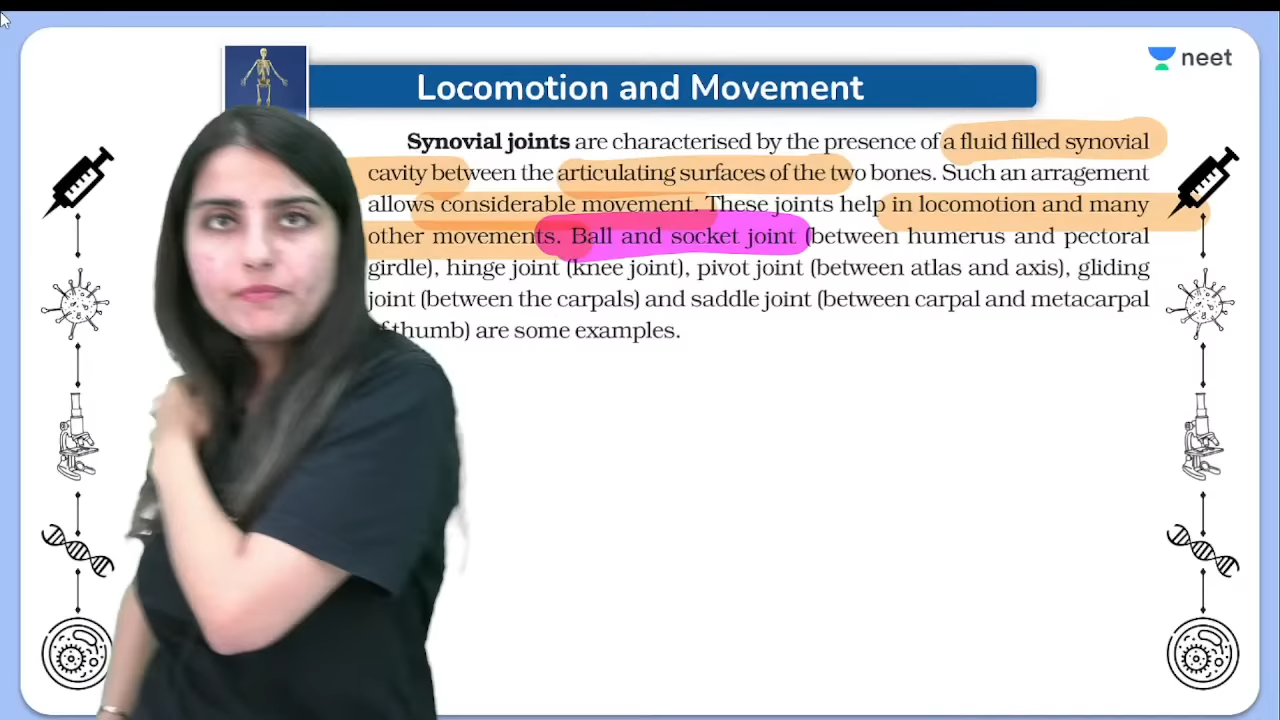 neet
Locomotion and Movement
Synovial joints are characterised by the presence of a fluid filled synovial
cavity between the articulating surfaces of the two bones. Such an arragement
allows considerable movement. These joints help in locomotion and many
other movements. Ball and socket joint (between humerus and pectoral
girdle), hinge joint (knee joint), pivot joint (between atlas and axis), gliding
joint (between the carpals) and saddle joint (between carpal and metacarpal
thumb) are some examples.